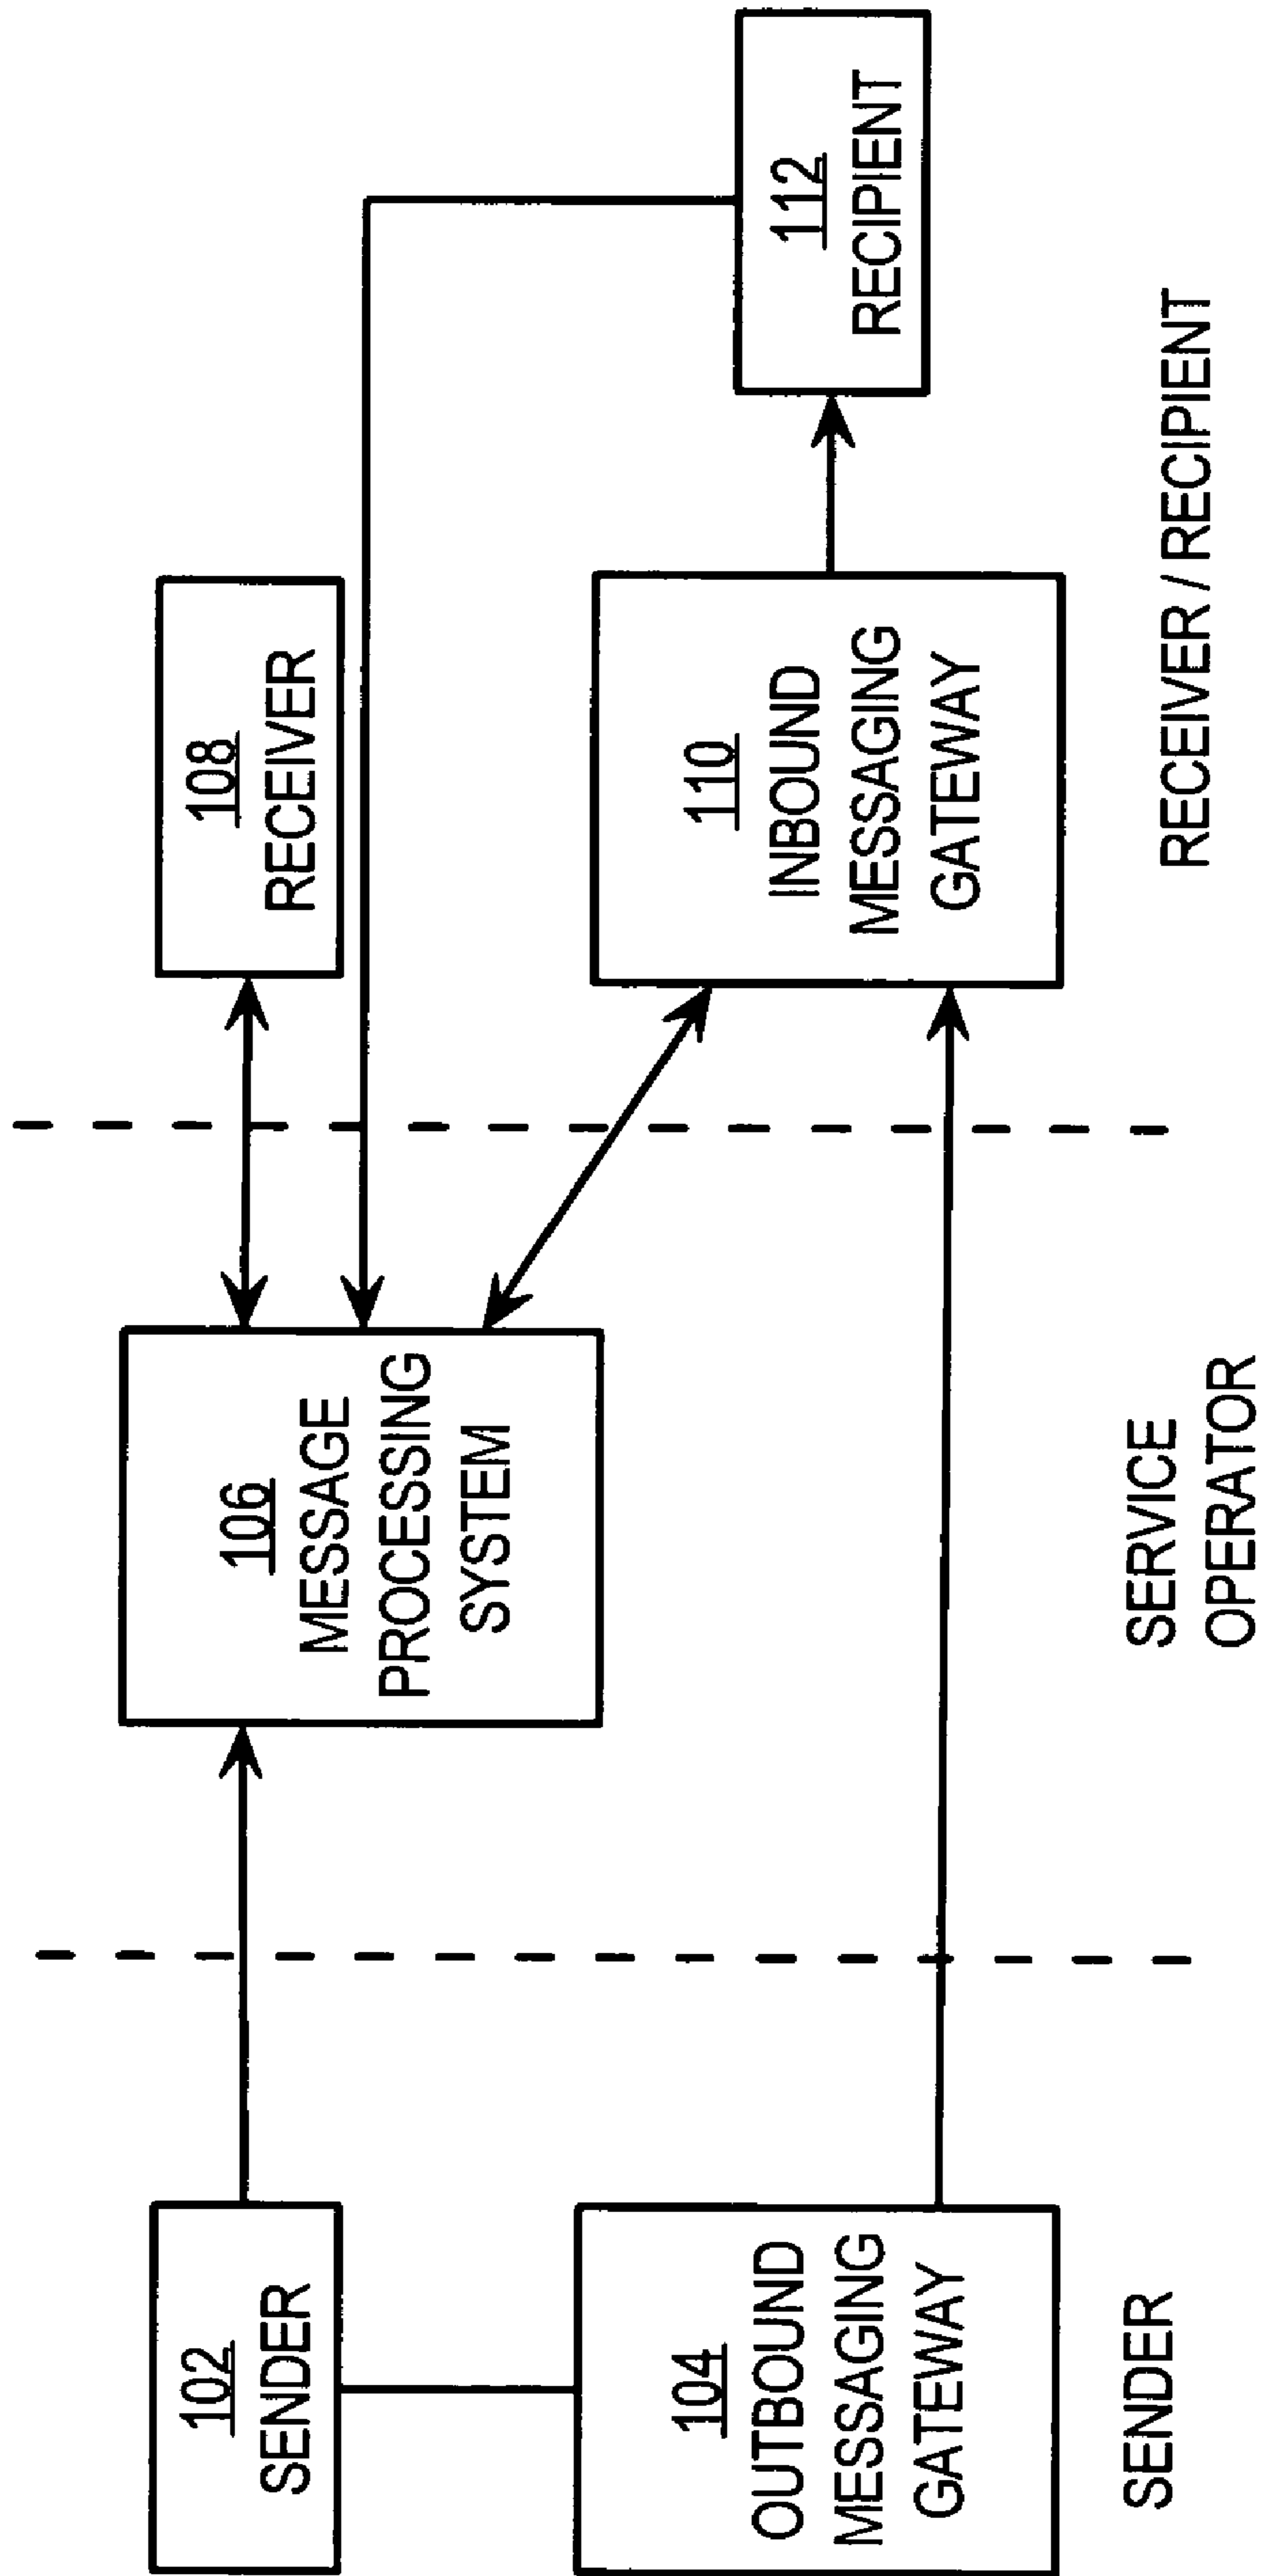 102
SENDER
104
OUTBOUND
MESSAGING
GATEWAY
SENDER
106
MESSAGE
PROCESSING
SYSTEM
SERVICE
OPERATOR
108
RECEIVER
110
INBOUND
MESSAGING
GATEWAY
112
RECIPIENT
RECEIVER / RECIPIENT